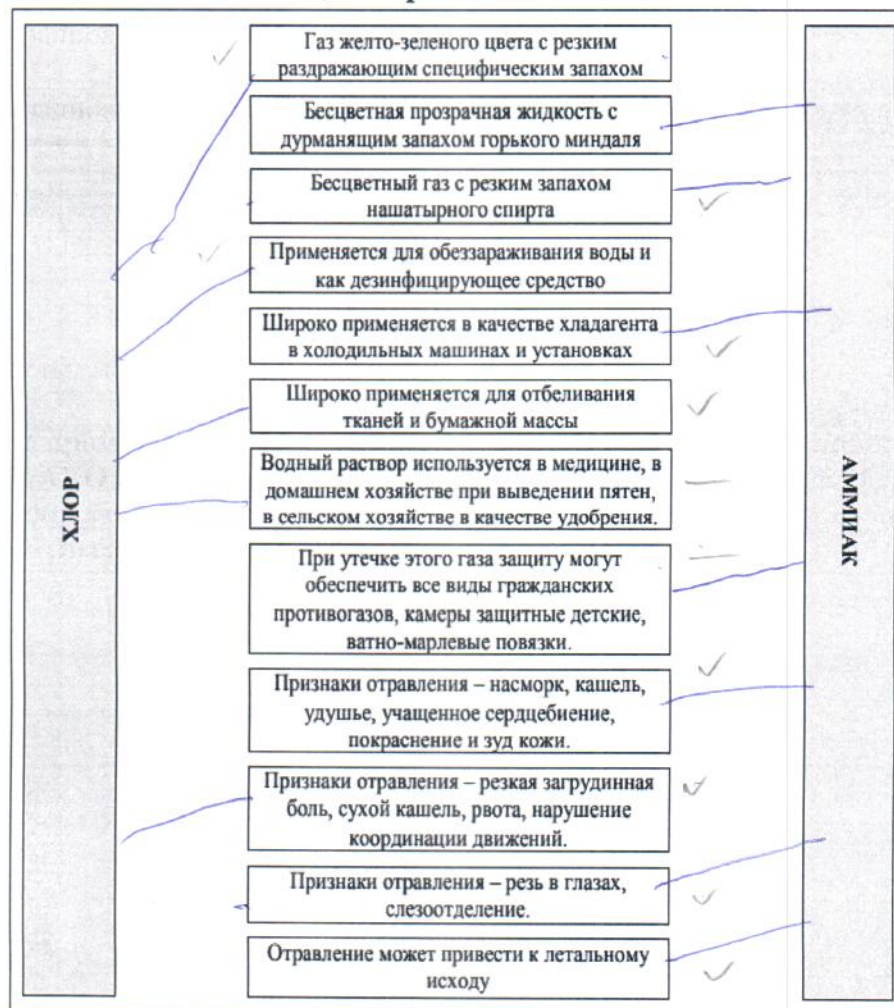 Газ желто-зеленого цвета с резким
раздражающим специфическим запахом
Бесцветная прозрачная жидкость с
дурманящим запахом горького миндаля
Бесцветный газ с резким запахом
нашатырного спирта
Применяется для обеззараживания воды и
как дезинфицирующее средство
Широко применяется в качестве хладагента
в холодильных машинах и установках
Широко применяется для отбеливания
тканей и бумажной массы
Водный раствор используется в медицине, в
домашнем хозяйстве при выведении пятен,
в сельском хозяйстве в качестве удобрения.
При утечке этого газа защиту могут
обеспечить все виды гражданских
противогазов, камеры защитные детские,
ватно-марлевые повязки.
Признаки отравления – насморк, кашель,
удушье, учащенное сердцебиение,
покраснение и зуд кожи.
Признаки отравления – резкая загрудинная
боль, сухой кашель, рвота, нарушение
координации движений.
Признаки отравления – резь в глазах,
слезоотделение.
Отравление может привести к летальному
исходу
ХЛОР
АММИАК